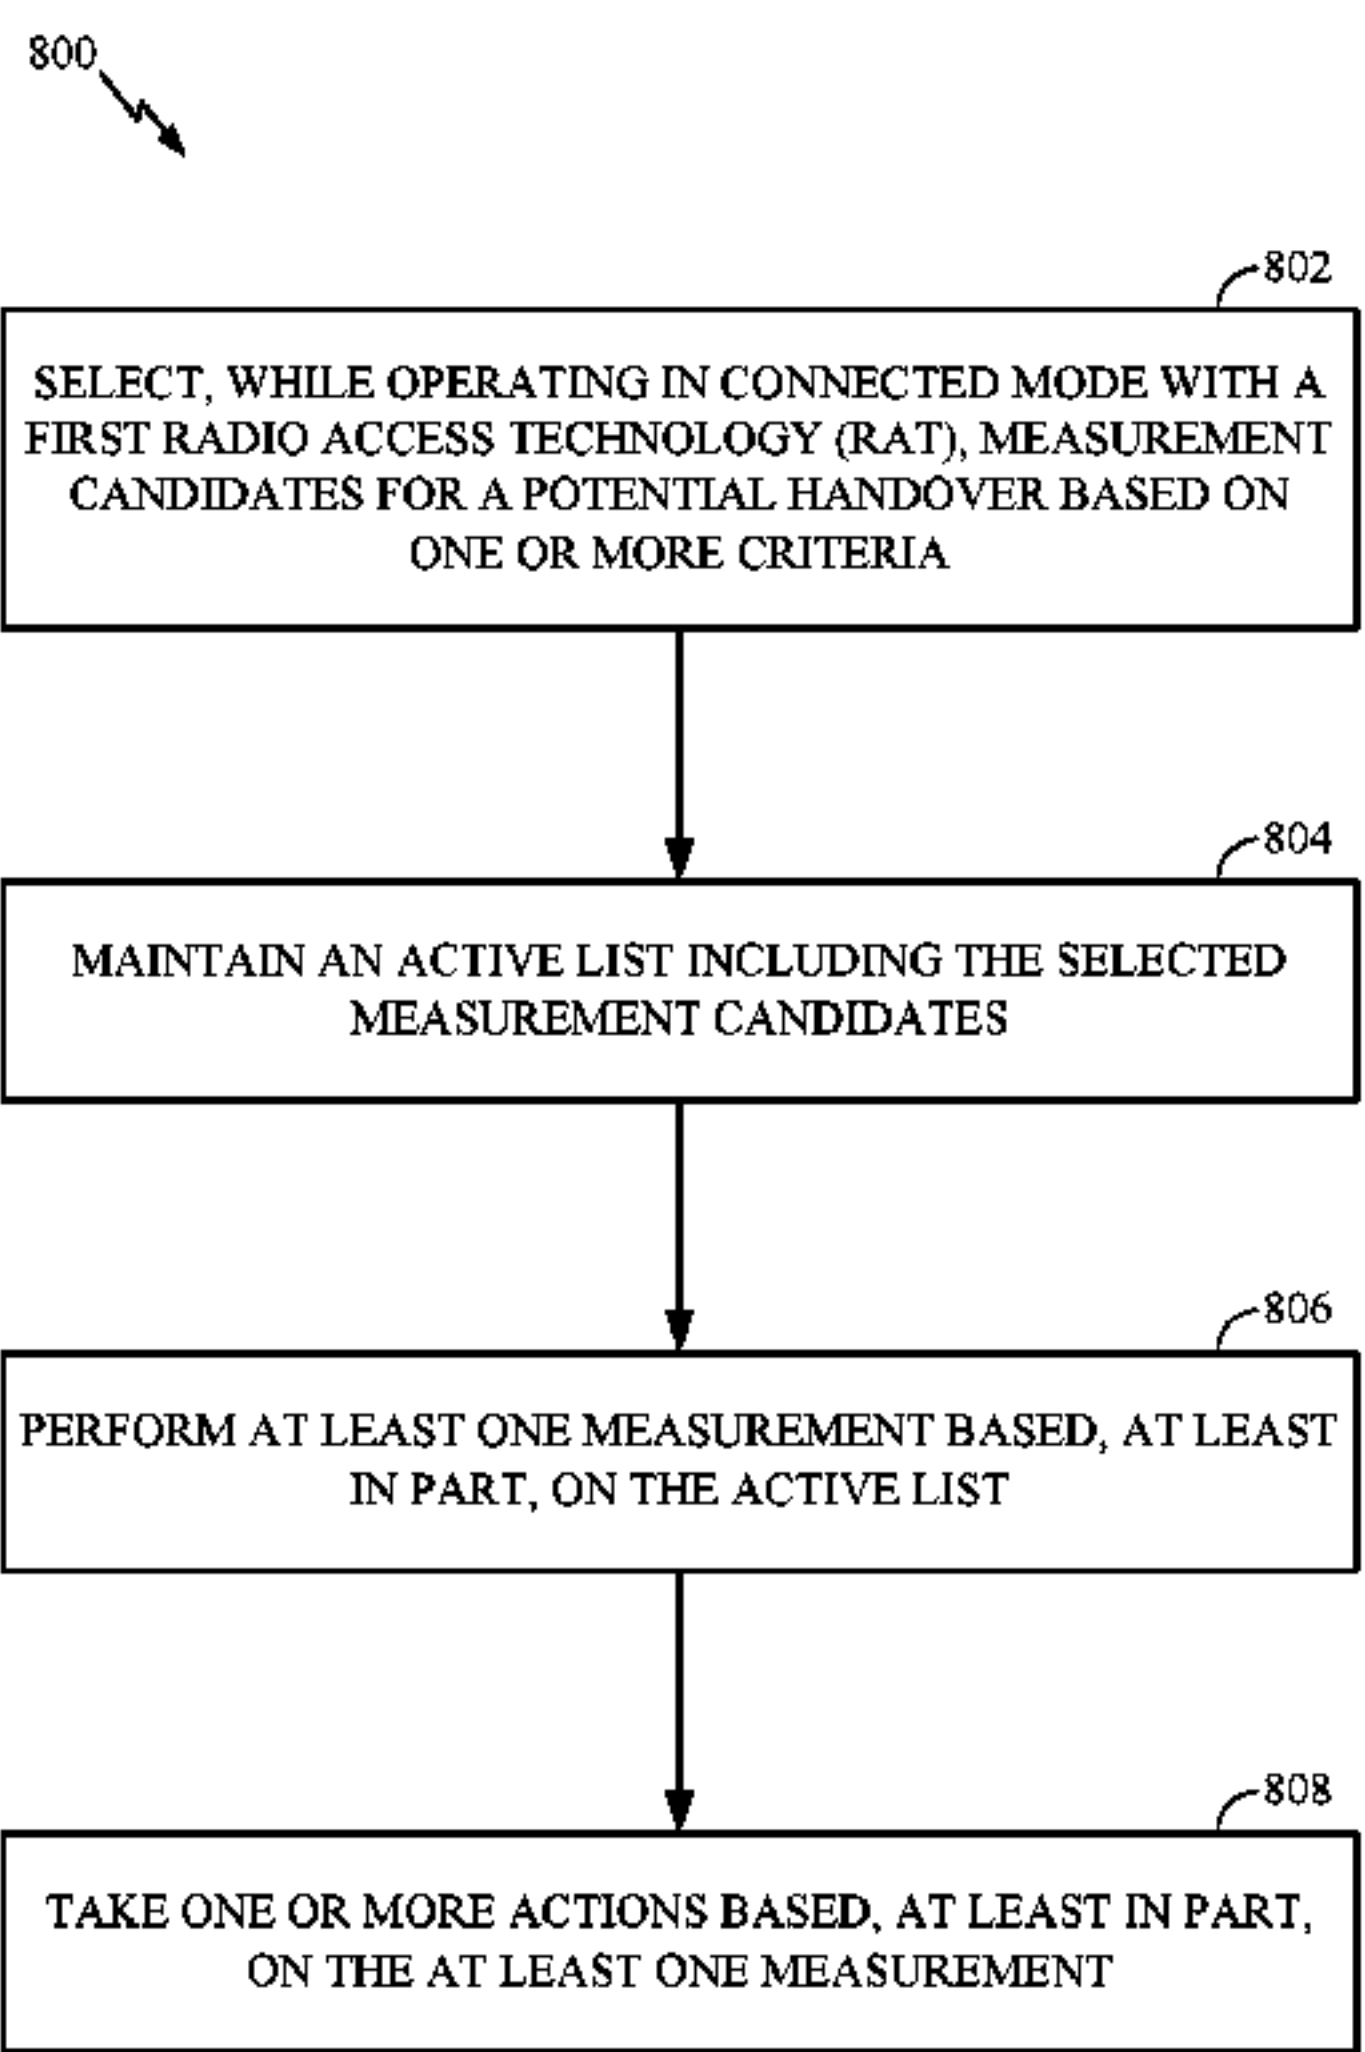 800
802
SELECT, WHILE OPERATING IN CONNECTED MODE WITH A
FIRST RADIO ACCESS TECHNOLOGY (RAT), MEASUREMENT
CANDIDATES FOR A POTENTIAL HANDOVER BASED ON
ONE OR MORE CRITERIA
804
MAINTAIN AN ACTIVE LIST INCLUDING THE SELECTED
MEASUREMENT CANDIDATES
806
PERFORM AT LEAST ONE MEASUREMENT BASED, AT LEAST
IN PART, ON THE ACTIVE LIST
808
TAKE ONE OR MORE ACTIONS BASED, AT LEAST IN PART,
ON THE AT LEAST ONE MEASUREMENT